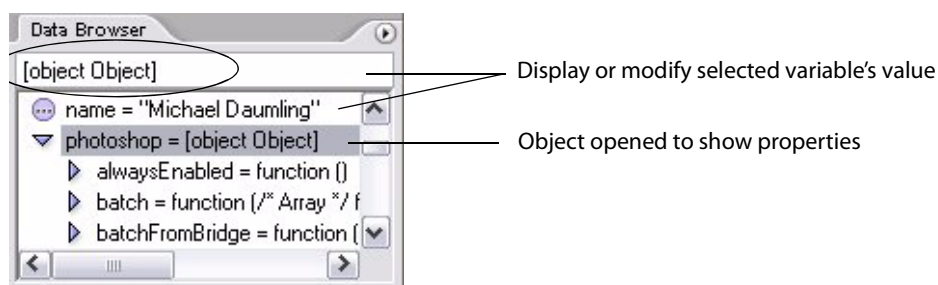 Data Browser
[object Object]
Display or modify selected variable's value
name = "Michael Daumling"
photoshop = [object Object]
Object opened to show properties
alwaysEnabled = function ()
batch = function (/* Array */ f
batchFromBridge = function (